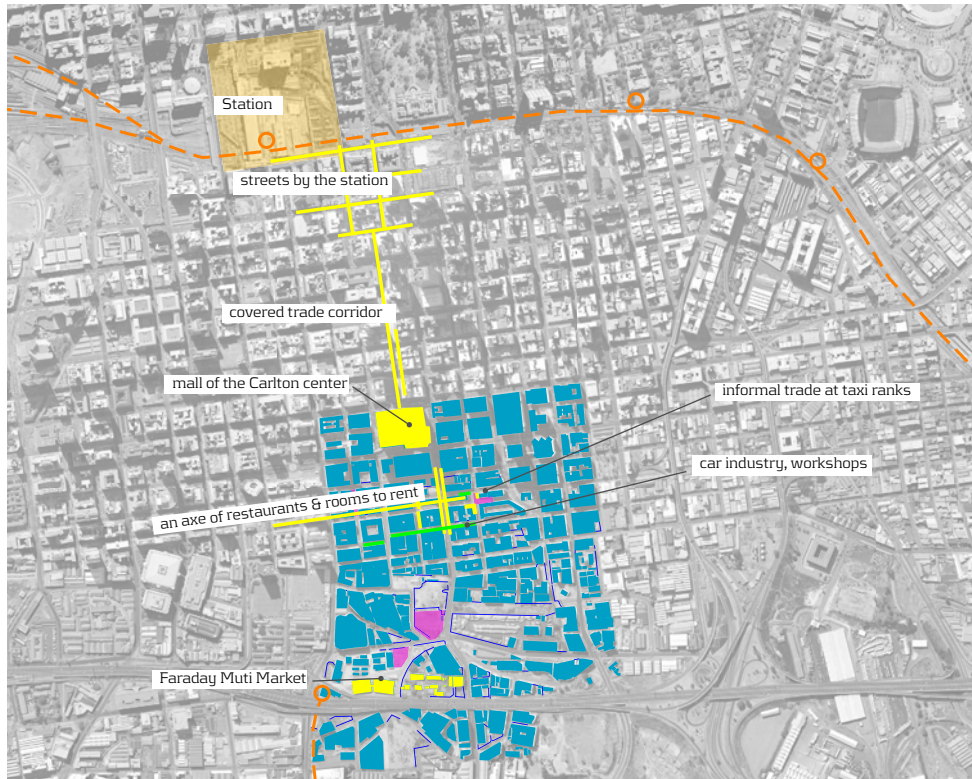 Station
streets by the station
covered trade corridor
mall of the Carlton center
informal trade at taxi ranks
car industry, workshops
an axe of restaurants & rooms to rent
Faraday Muti Market